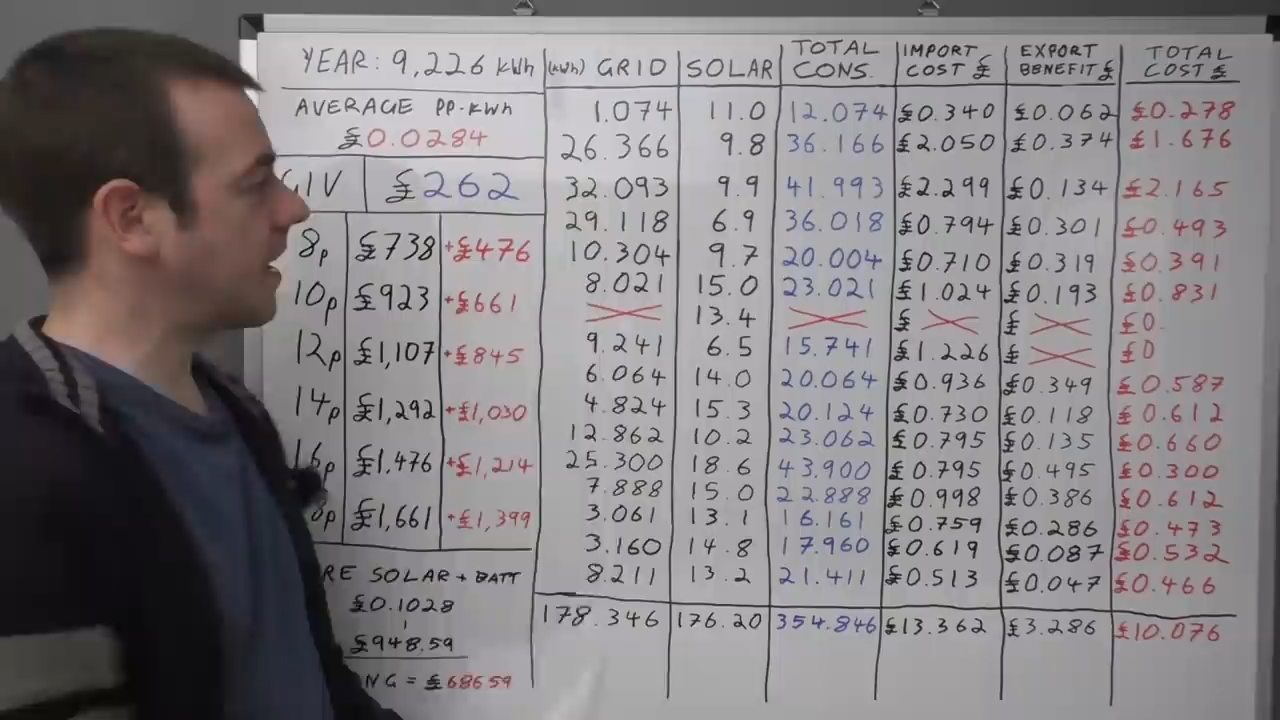 YEAR: 9,226 kWh
AVERAGE PP.KWh
£0.0284
GIV £262
8p £738 +£476
10p £923 +£661
12p £1,107 +£845
14p £1,292 +£1,030
16p £1,476 +£1,214
8p £1,661 +£1,399
RE SOLAR + BATT
£0.1028
£948.59
NG = £686.59
(kWh) GRID SOLAR TOTAL CONS. IMPORT COST £ EXPORT BENEFIT £ TOTAL COST £
1.074 11.0 12.074 £0.340 £0.062 £0.278
26.366 9.8 36.166 £2.050 £0.374 £1.676
32.093 9.9 41.993 £2.299 £0.134 £2.165
29.118 6.9 36.018 £0.794 £0.301 £0.493
10.304 9.7 20.004 £0.710 £0.319 £0.391
8.021 15.0 23.021 £1.024 £0.193 £0.831
13.4 £ £ £0.
9.241 6.5 15.741 £1.226 £ £0
6.064 14.0 20.064 £0.936 £0.349 £0.587
4.824 15.3 20.124 £0.730 £0.118 £0.612
12.862 10.2 23.062 £0.795 £0.135 £0.660
25.300 18.6 43.900 £0.795 £0.495 £0.300
7.888 15.0 22.888 £0.998 £0.386 £0.612
3.061 13.1 16.161 £0.759 £0.286 £0.473
3.160 14.8 17.960 £0.619 £0.087 £0.532
8.211 13.2 21.411 £0.513 £0.047 £0.466
178.346 176.20 354.846 £13.362 £3.286 £10.076